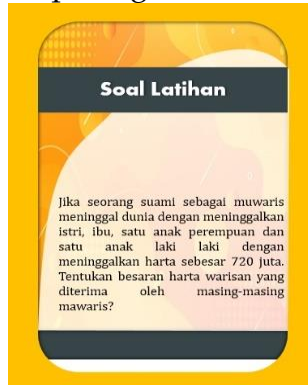 Soal Latihan
Jika seorang suami sebagai muwaris
meninggal dunia dengan meninggalkan
istri, ibu, satu anak perempuan dan
satu anak laki laki dengan
meninggalkan harta sebesar 720 juta.
Tentukan besaran harta warisan yang
diterima oleh masing-masing
mawaris?